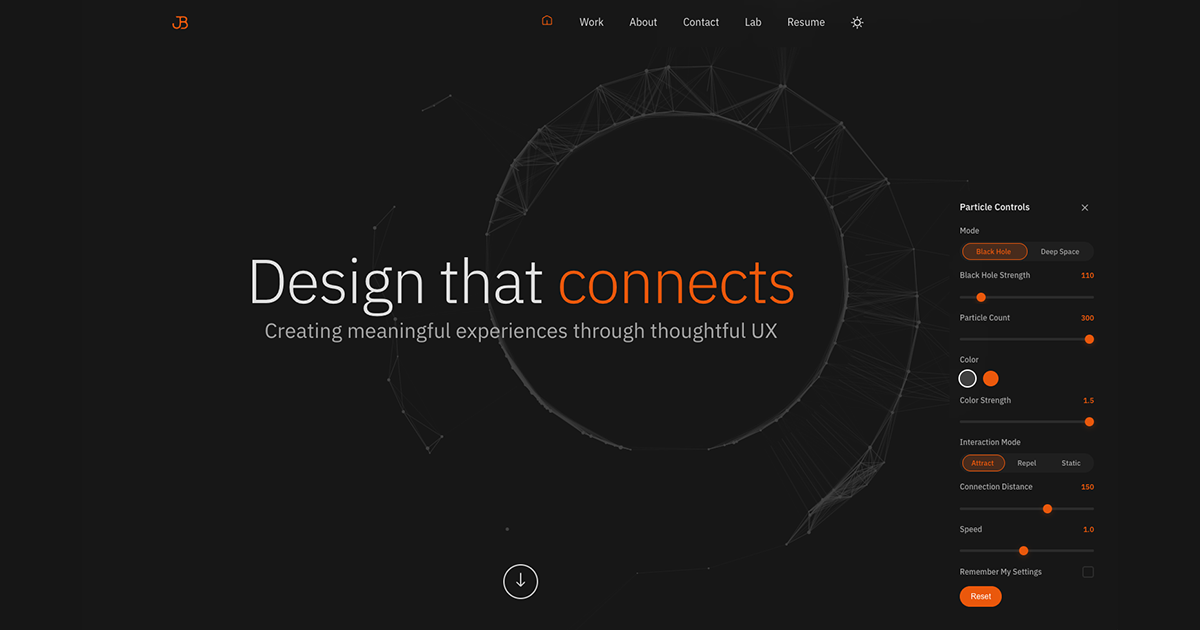 JB
Work About Contact Lab Resume
Design that connects
Creating meaningful experiences through thoughtful UX
Particle Controls
Mode
Black Hole Deep Space
Black Hole Strength 110
Particle Count 300
Color
Color Strength 1.5
Interaction Mode
Attract Repel Static
Connection Distance 150
Speed 1.0
Remember My Settings
Reset